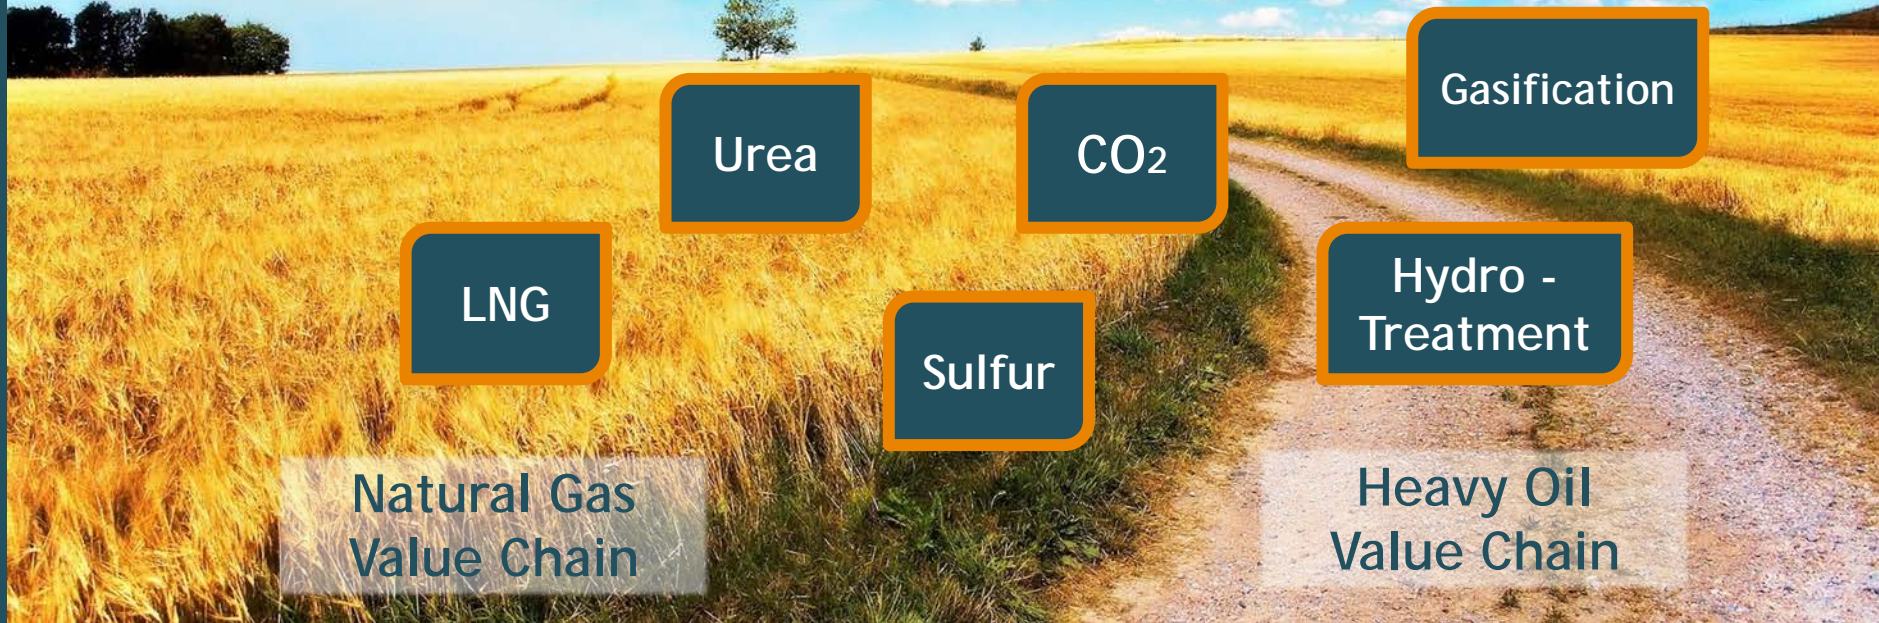 Gasification
Urea
CO2
LNG
Hydro -
Treatment
Sulfur
Natural Gas
Value Chain
Heavy Oil
Value Chain